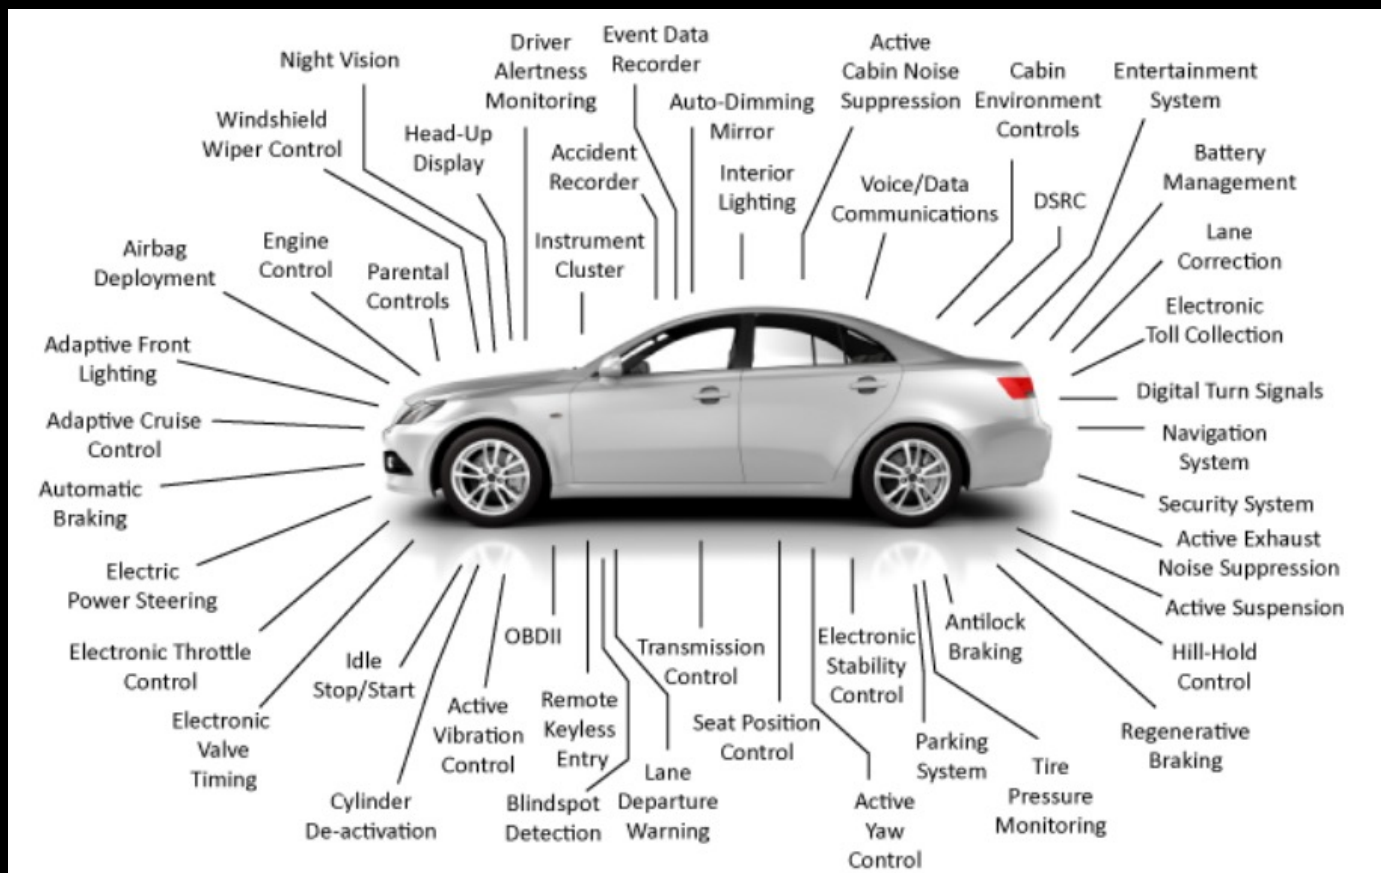 Night Vision
Driver
Alertness
Monitoring
Event Data
Recorder
Active
Cabin Noise
Suppression
Cabin
Environment
Controls
Entertainment
System
Windshield
Wiper Control
Head-Up
Display
Accident
Recorder
Auto-Dimming
Mirror
Interior
Lighting
Voice/Data
Communications
DSRC
Battery
Management
Airbag
Deployment
Engine
Control
Parental
Controls
Instrument
Cluster
Lane
Correction
Electronic
Toll Collection
Adaptive Front
Lighting
Digital Turn Signals
Adaptive Cruise
Control
Navigation
System
Automatic
Braking
Security System
Active Exhaust
Noise Suppression
Electric
Power Steering
Active Suspension
Electronic Throttle
Control
Idle
Stop/Start
OBDII
Transmission
Control
Electronic
Stability
Control
Antilock
Braking
Hill-Hold
Control
Electronic
Valve
Timing
Active
Vibration
Control
Remote
Keyless
Entry
Seat Position
Control
Parking
System
Regenerative
Braking
Cylinder
De-activation
Blindspot
Detection
Lane
Departure
Warning
Active
Yaw
Control
Tire
Pressure
Monitoring